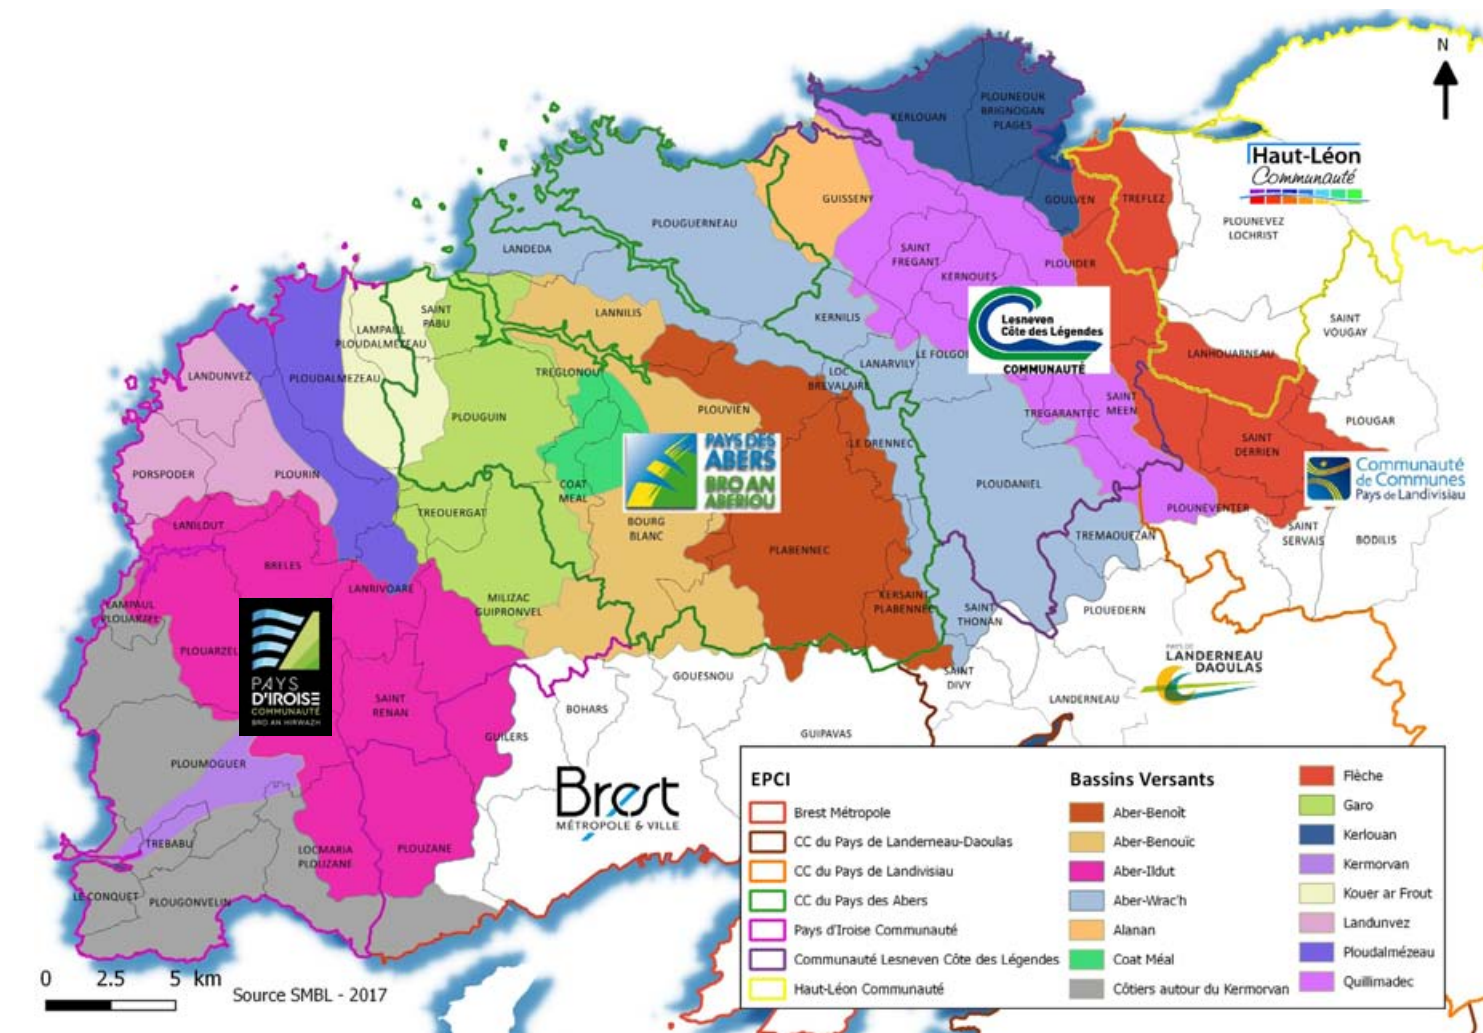 N
PLOUNEOUR
BRIGNOGAN
PLAGES
KERLOUAN
Haut-Léon
Communauté
GUISSENY
GOULVEN
TREFLEZ
PLOUNEVEZ
LOCHRIST
PLOUGUERNEAU
LANDEDA
SAINT
FREGANT
KERNOUES
PLOUIDER
SAINT
PABU
LANNILIS
KERNILIS
Lesneven
Côte des Légendes
COMMUNAUTÉ
SAINT
VOUGAY
LAMPAUL
PLOUDALMEZEAU
LANARVILY
LE FOLGOI
LANHOUARNEAU
LANDUNVEZ
PLOUDALMEZEAU
TREGLONOU
LOC
BREVALAIRE
PLOUGUIN
PLOUVIEN
TREGARANTEC
SAINT
MEEN
PLOUGAR
LE DRENNEC
SAINT
DERRIEN
PAYS DES
ABERS
BRO AN
ABERIOU
PORSPODER
PLOURIN
COAT
MEAL
PLOUDANIEL
Communauté
de Communes
Pays de Landivisiau
LANILDUT
TREOUERGAT
BOURG
BLANC
PLOUNEVENTER
SAINT
SERVAIS
BODILIS
BRELES
LANRIVOARE
PLABENNEC
TREMAOUEZAN
LAMPAUL
PLOUARZEL
MILIZAC
GUIPRONVEL
KERSAINT
PLABENNEC
SAINT
THONAN
PLOUEDERN
PLOUARZEL
PAYS
D'IROISE
COMMUNAUTÉ
BRO AN HIRWAZH
SAINT
RENAN
GOUESNOU
SAINT
DIVY
PAYS DE
LANDERNEAU
DAOULAS
LANDERNEAU
BOHARS
GUILERS
GUIPAVAS
PLOUMOGUER
Brest
MÉTROPOLE & VILLE
TREBABU
LOCMARIA
PLOUZANE
PLOUZANE
LE CONQUET
PLOUGONVELIN
EPCI
Brest Métropole
CC du Pays de Landerneau-Daoulas
CC du Pays de Landivisiau
CC du Pays des Abers
Pays d'Iroise Communauté
Communauté Lesneven Côte des Légendes
Haut-Léon Communauté
Bassins Versants
Aber-Benoît
Aber-Benouïc
Aber-Ildut
Aber-Wrac'h
Alanan
Coat Méal
Côtiers autour du Kermorvan
Flèche
Garo
Kerlouan
Kermorvan
Kouer ar Frout
Landunvez
Ploudalmézeau
Quillimadec
0 2.5 5 km
Source SMBL - 2017